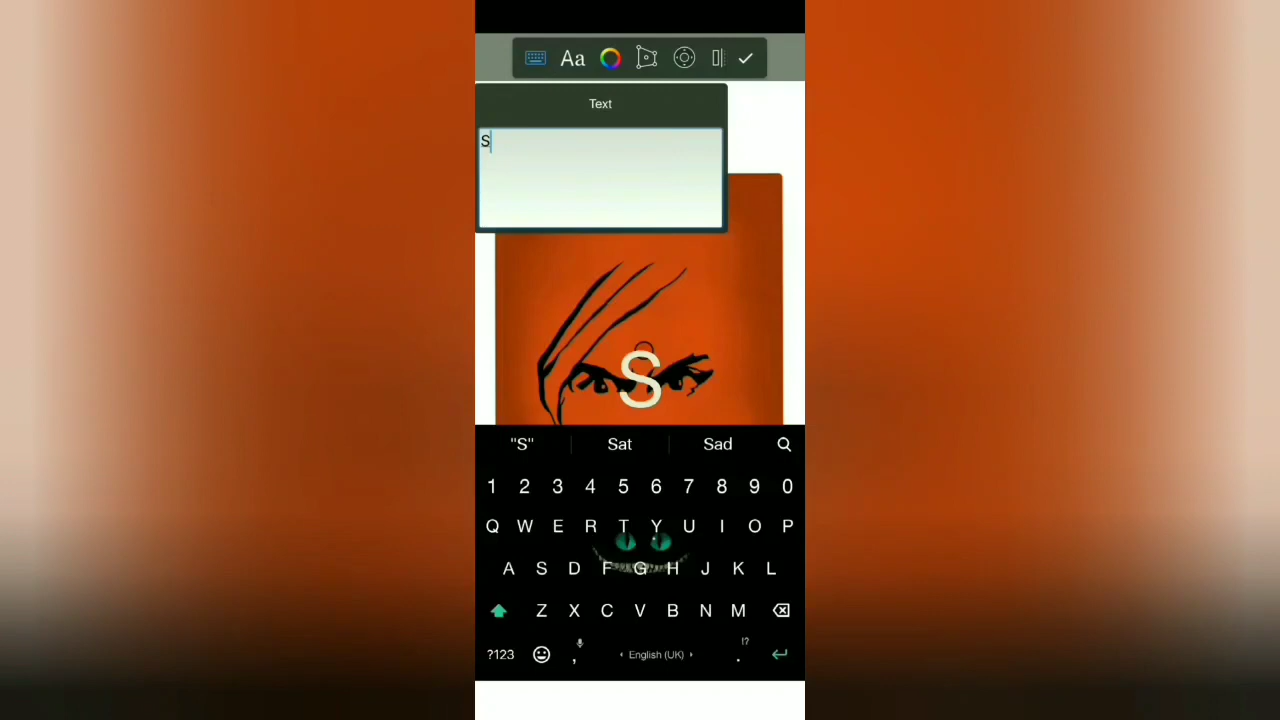 Aa
Text
S
S
"S" Sat Sad
1 2 3 4 5 6 7 8 9 0
Q W E R T Y U I O P
A S D F G H J K L
Z X C V B N M
!?
?123 , English (UK) .